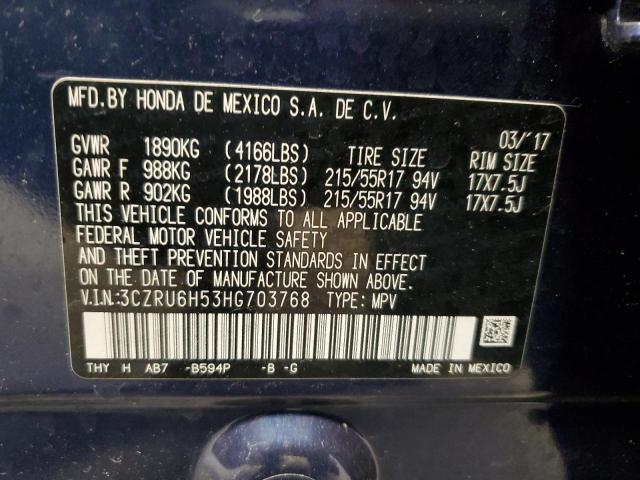 MFD. BY HONDA DE MEXICO S.A. DE C.V.
03/'17
GVWR 1890KG (4166LBS) TIRE SIZE RIM SIZE
GAWR F 988KG (2178LBS) 215/55R17 94V 17X7.5J
GAWR R 902KG (1988LBS) 215/55R17 94V 17X7.5J
THIS VEHICLE CONFORMS TO ALL APPLICABLE
FEDERAL MOTOR VEHICLE SAFETY
AND THEFT PREVENTION STANDARDS IN EFFECT
ON THE DATE OF MANUFACTURE SHOWN ABOVE.
V.I.N.:3CZRU6H53HG703768 TYPE: MPV
THY H AB7 -B594P -B -G MADE IN MEXICO